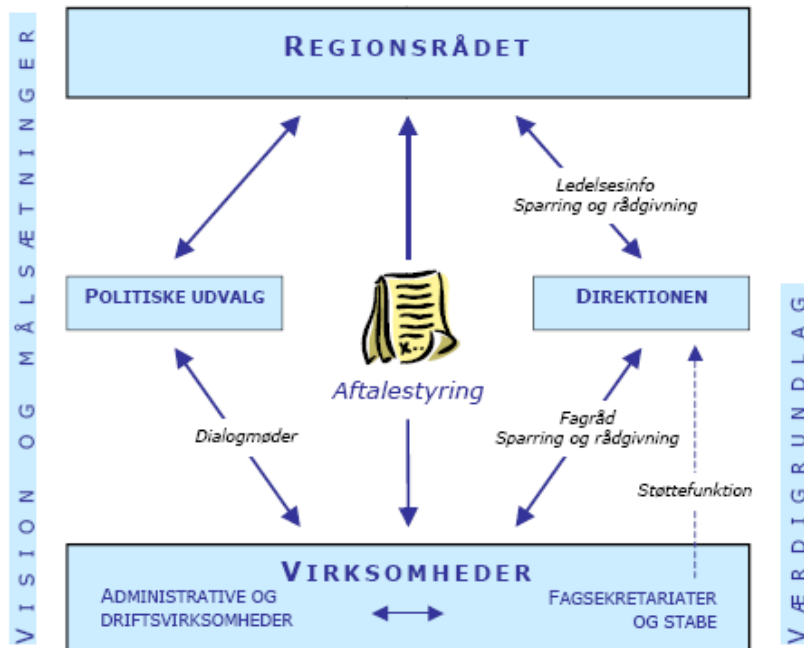 REGIONSRÅDET
VISION OG MÅLSÆTNINGER
Ledelsesinfo
Sparring og rådgivning
POLITISKE UDVALG
DIREKTIONEN
Aftalestyring
Dialogmøder
Fagråd
Sparring og rådgivning
Støttefunktion
VÆRDIGRUNDLAG
VIRKSOMHEDER
ADMINISTRATIVE OG
DRIFTSVIRKSOMHEDER
FAGSEKRETARIATER
OG STABE